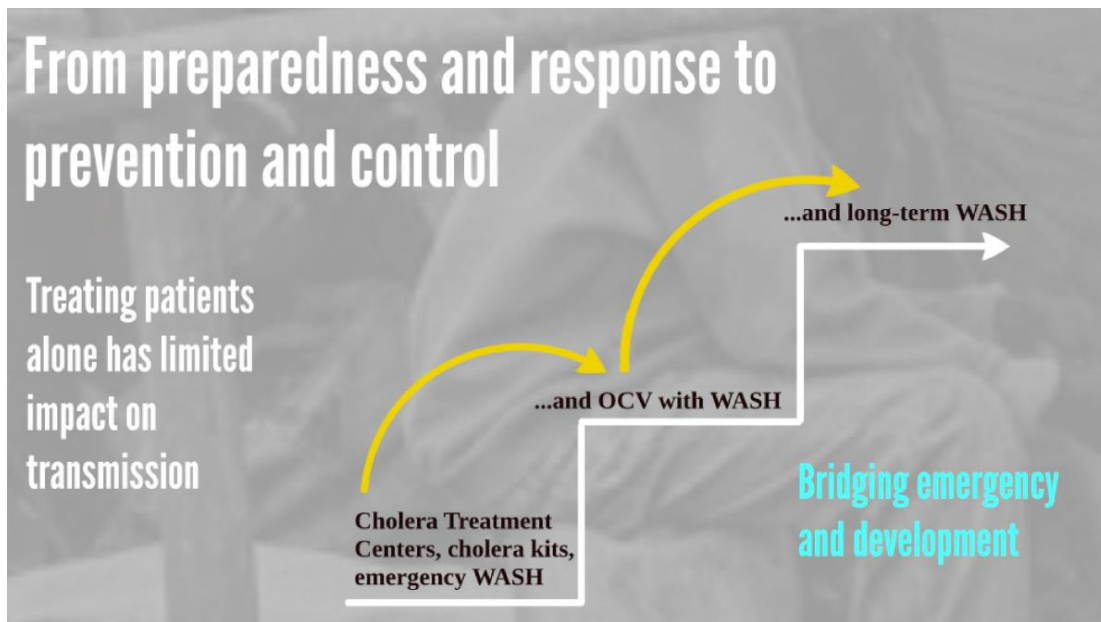 From preparedness and response to
prevention and control
...and long-term WASH
Treating patients
alone has limited
impact on
transmission
...and OCV with WASH
Bridging emergency
and development
Cholera Treatment
Centers, cholera kits,
emergency WASH